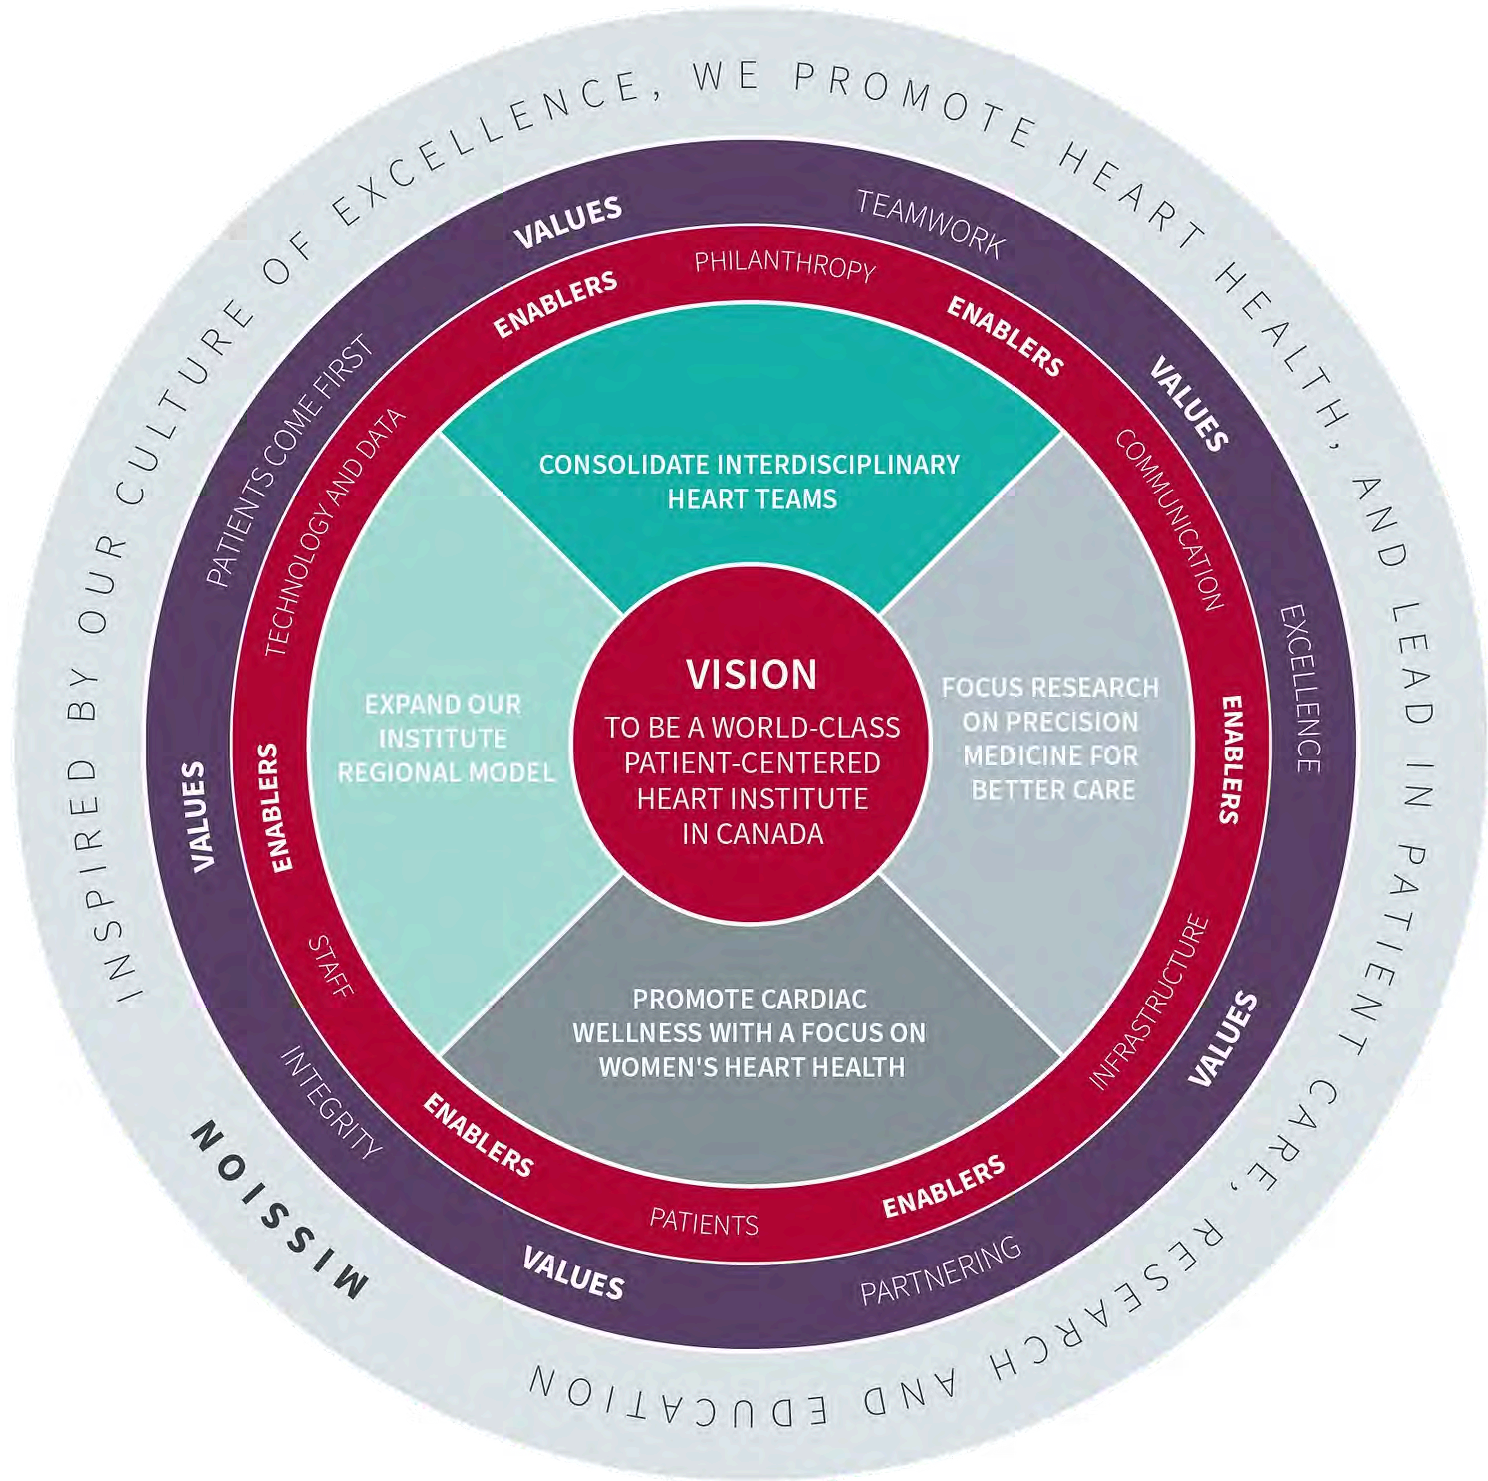 MISSION
INSPIRED BY OUR CULTURE OF EXCELLENCE, WE PROMOTE HEART HEALTH, AND LEAD IN PATIENT CARE, RESEARCH AND EDUCATION
VALUES
TEAMWORK
VALUES
EXCELLENCE
VALUES
PARTNERING
VALUES
INTEGRITY
VALUES
PATIENTS COME FIRST
ENABLERS
PHILANTHROPY
ENABLERS
COMMUNICATION
ENABLERS
INFRASTRUCTURE
ENABLERS
PATIENTS
ENABLERS
STAFF
ENABLERS
TECHNOLOGY AND DATA
CONSOLIDATE INTERDISCIPLINARY
HEART TEAMS
FOCUS RESEARCH
ON PRECISION
MEDICINE FOR
BETTER CARE
PROMOTE CARDIAC
WELLNESS WITH A FOCUS ON
WOMEN'S HEART HEALTH
EXPAND OUR
INSTITUTE
REGIONAL MODEL
VISION
TO BE A WORLD-CLASS
PATIENT-CENTERED
HEART INSTITUTE
IN CANADA